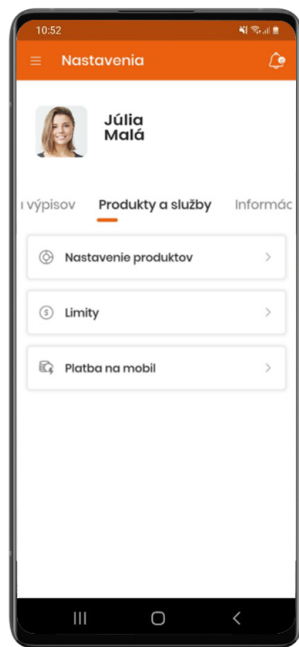 10:52
Nastavenia
Júlia
Malá
výpisov Produkty a služby Informác
Nastavenie produktov
Limity
Platba na mobil